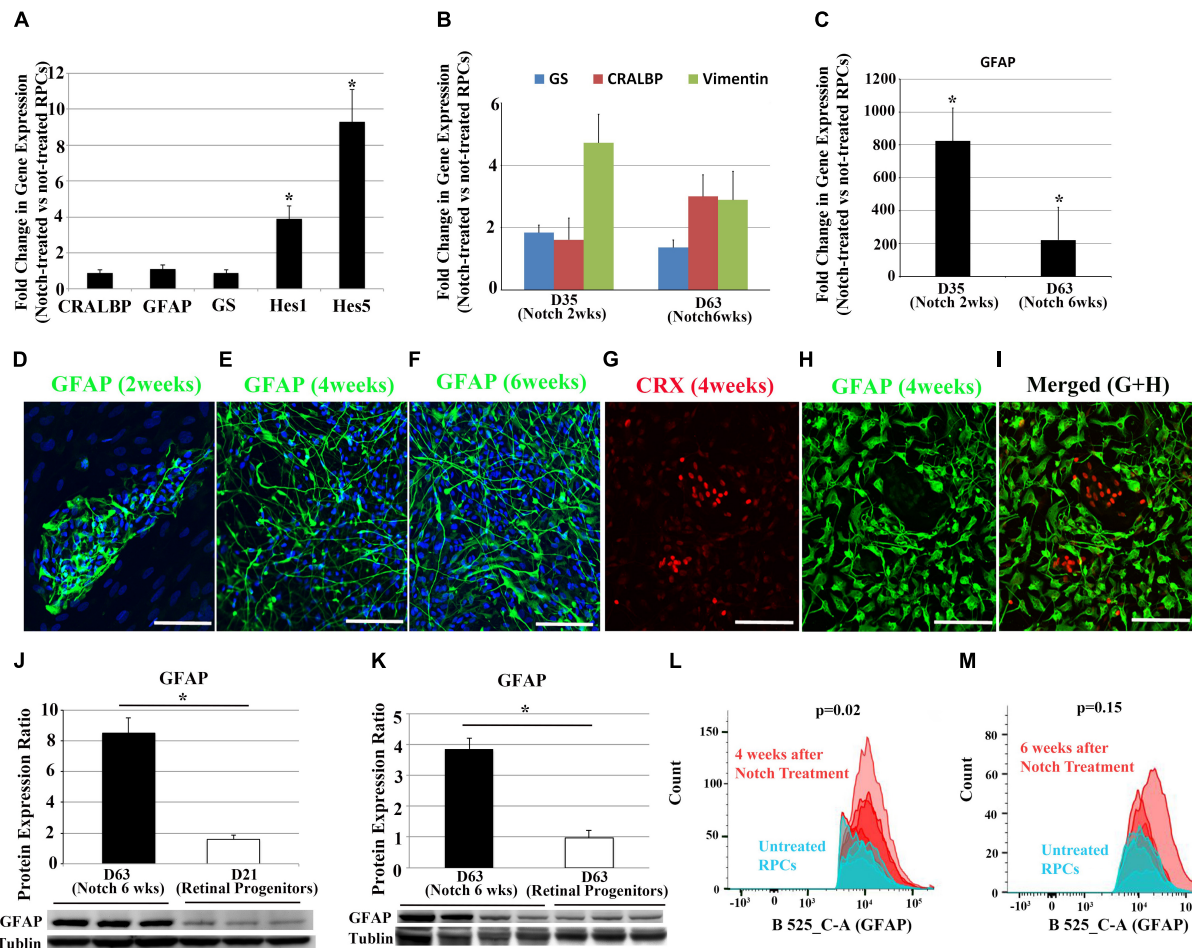 A
B
C
Fold Change in Gene Expression
(Notch-treated vs not-treated RPCs)
12
10
8
6
4
2
0
*
*
CRALBP GFAP GS Hes1 Hes5
GS CRALBP Vimentin
Fold Change in Gene Expression
(Notch-treated vs not-treated RPCs)
6
4
2
0
D35 D63
(Notch 2wks) (Notch6wks)
GFAP
Fold Change in Gene Expression
(Notch-treated vs not-treated RPCs)
1200
1000
800
600
400
200
0
*
*
D35 D63
(Notch 2wks) (Notch 6wks)
D E F G H I
GFAP (2weeks) GFAP (4weeks) GFAP (6weeks) CRX (4weeks) GFAP (4weeks) Merged (G+H)
J K L M
GFAP
*
Protein Expression Ratio
10
8
6
4
2
0
D63 D21
(Notch 6 wks) (Retinal Progenitors)
GFAP
Tublin
GFAP
*
Protein Expression Ratio
5
4
3
2
1
0
D63 D63
(Notch 6 wks) (Retinal Progenitors)
GFAP
Tublin
p=0.02
150
100
50
0
Count
4 weeks after
Notch Treatment
Untreated
RPCs
-10³ 0 10³ 10⁴ 10⁵
B 525_C-A (GFAP)
p=0.15
80
60
40
20
0
Count
6 weeks after
Notch Treatment
Untreated
RPCs
-10³ 0 10³ 10⁴ 10⁵
B 525_C-A (GFAP)